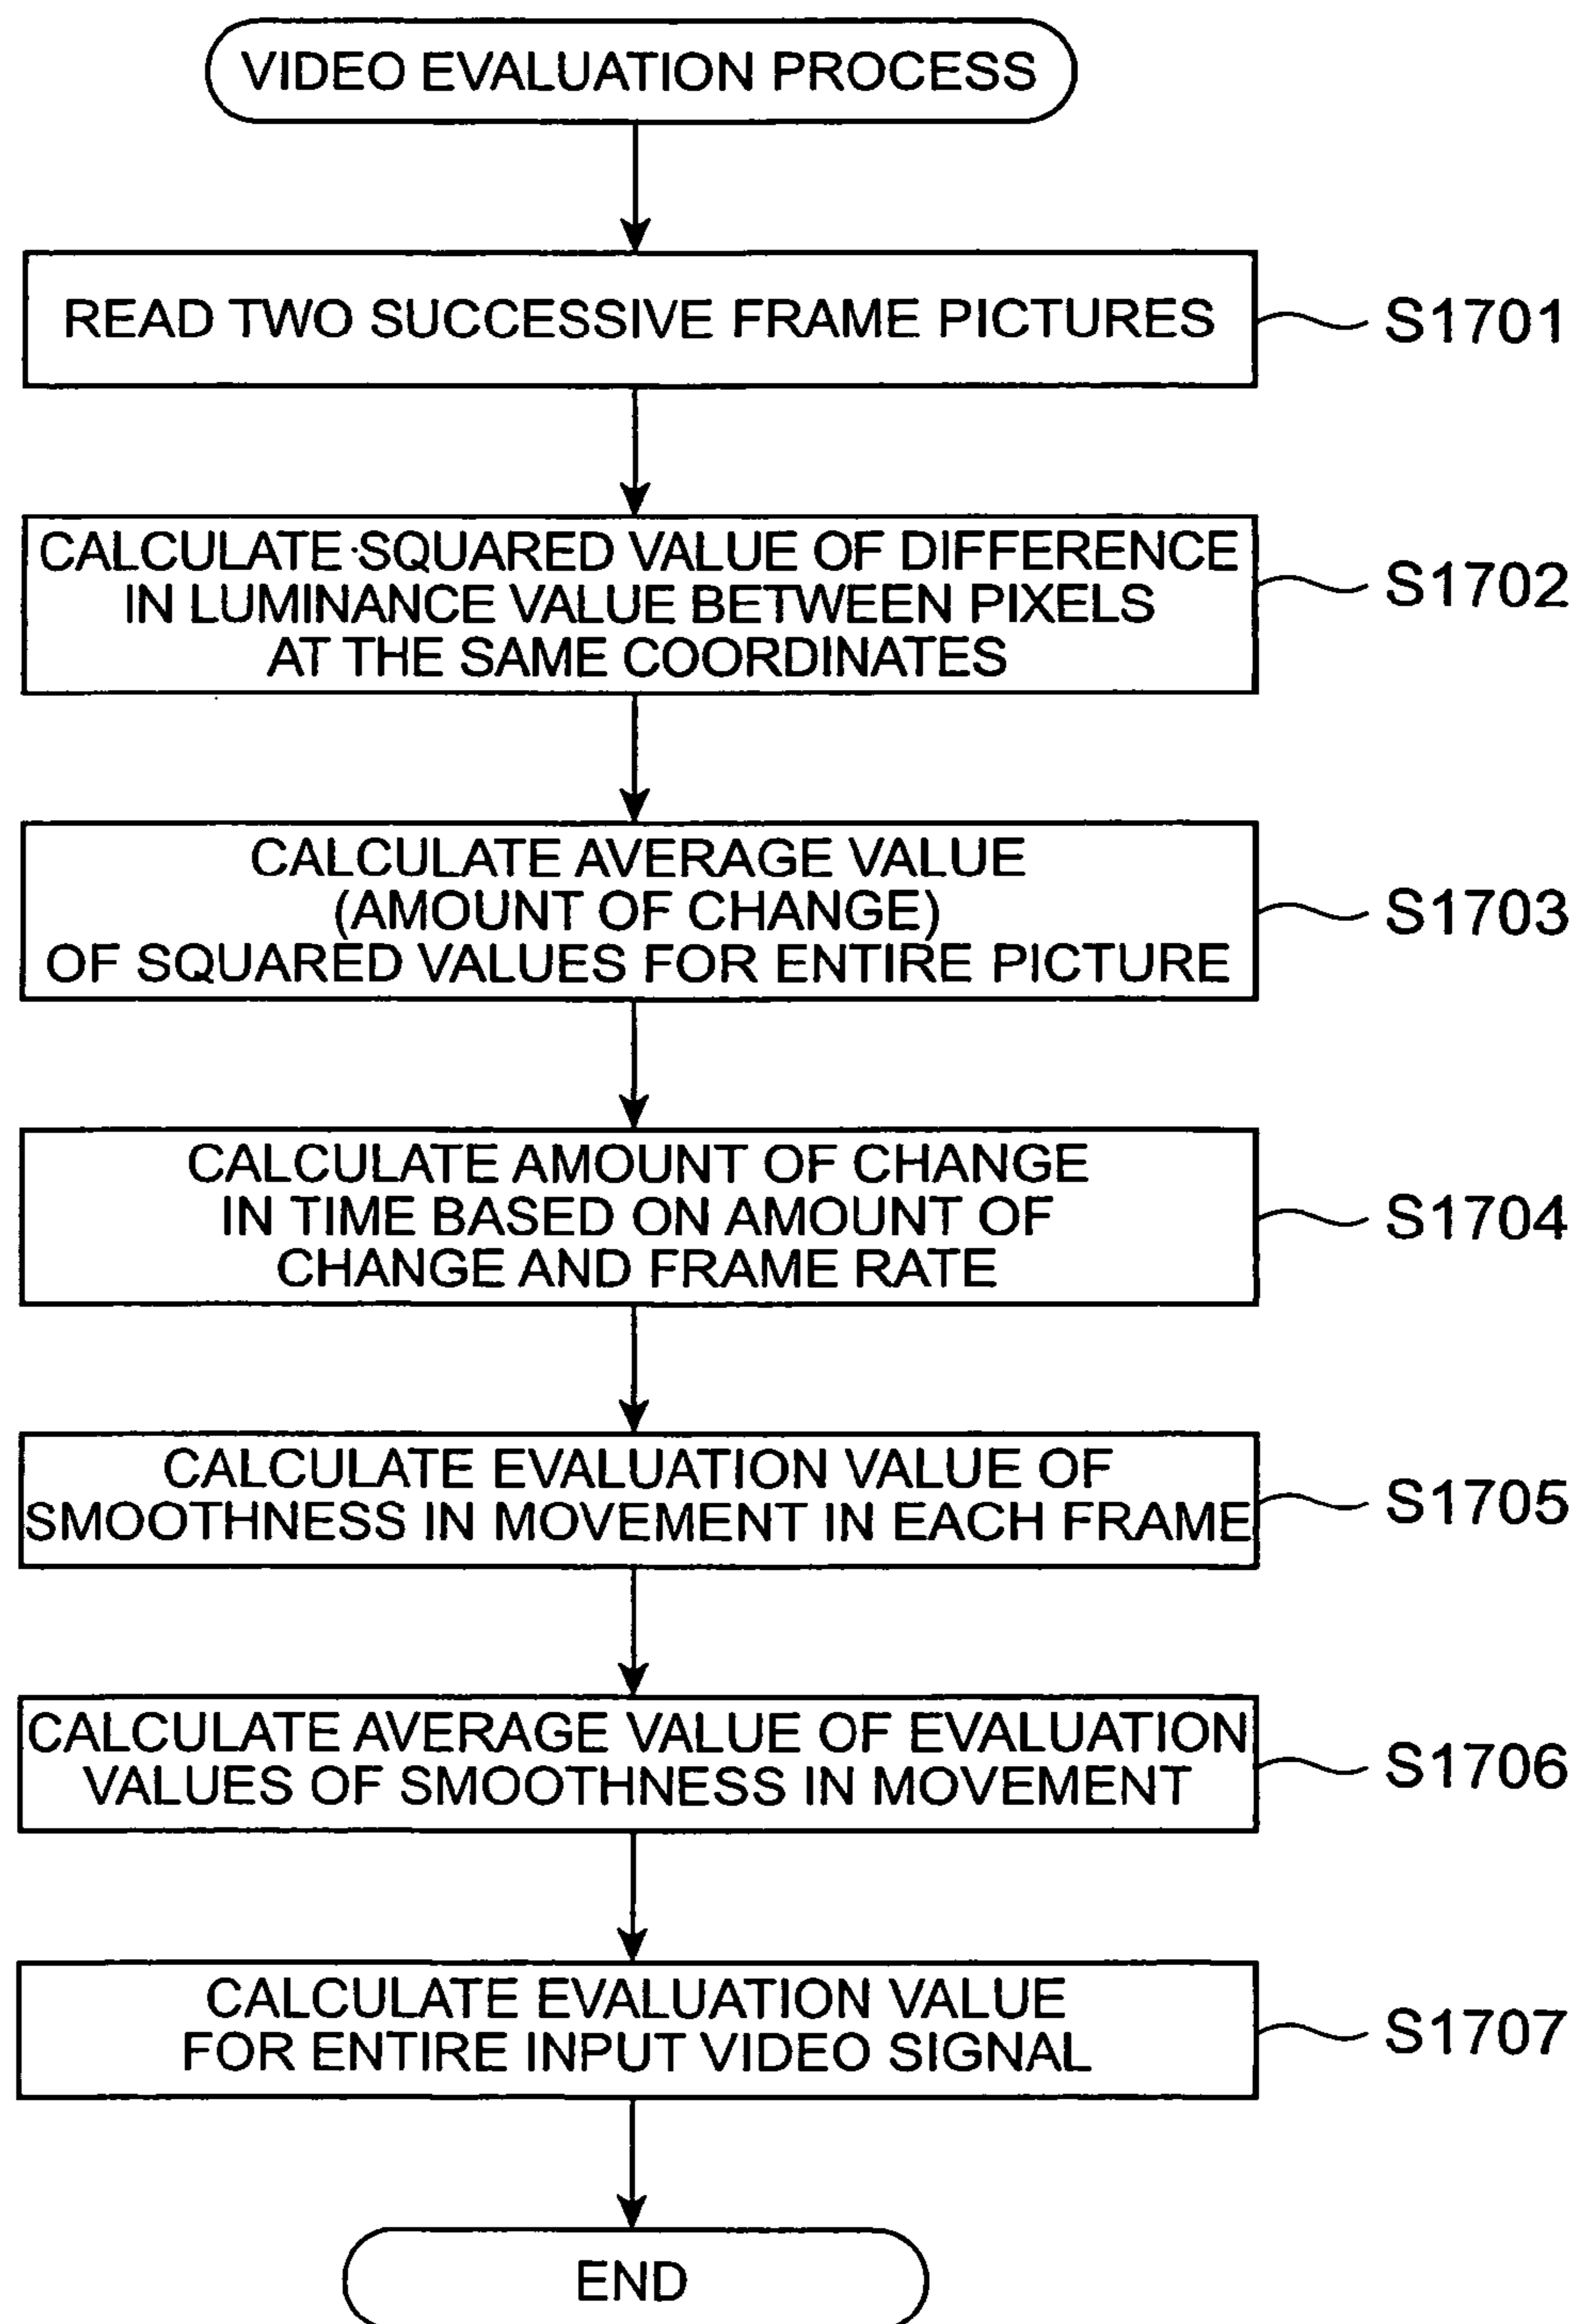 VIDEO EVALUATION PROCESS
READ TWO SUCCESSIVE FRAME PICTURES
S1701
CALCULATE SQUARED VALUE OF DIFFERENCE
IN LUMINANCE VALUE BETWEEN PIXELS
AT THE SAME COORDINATES
S1702
CALCULATE AVERAGE VALUE
(AMOUNT OF CHANGE)
OF SQUARED VALUES FOR ENTIRE PICTURE
S1703
CALCULATE AMOUNT OF CHANGE
IN TIME BASED ON AMOUNT OF
CHANGE AND FRAME RATE
S1704
CALCULATE EVALUATION VALUE OF
SMOOTHNESS IN MOVEMENT IN EACH FRAME
S1705
CALCULATE AVERAGE VALUE OF EVALUATION
VALUES OF SMOOTHNESS IN MOVEMENT
S1706
CALCULATE EVALUATION VALUE
FOR ENTIRE INPUT VIDEO SIGNAL
S1707
END